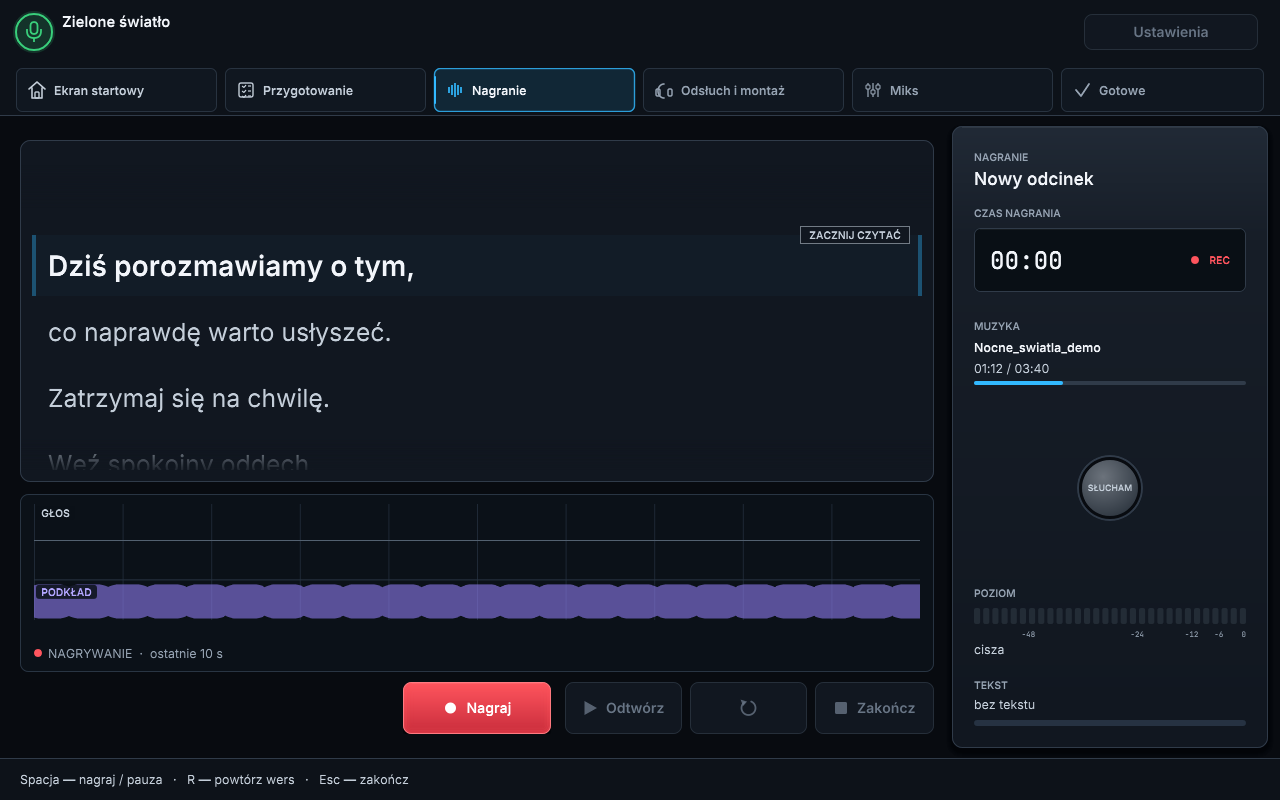 Zielone światło
Ustawienia
Ekran startowy
Przygotowanie
Nagranie
Odsłuch i montaż
Miks
Gotowe
ZACZNIJ CZYTAĆ
Dziś porozmawiamy o tym,
co naprawdę warto usłyszeć.
Zatrzymaj się na chwilę.
Weź spokojny oddech
GŁOS
PODKŁAD
NAGRYWANIE · ostatnie 10 s
Nagraj
Odtwórz
Zakończ
NAGRANIE
Nowy odcinek
CZAS NAGRANIA
00:00
REC
MUZYKA
Nocne_swiatla_demo
01:12 / 03:40
SŁUCHAM
POZIOM
-48 -24 -12 -6 0
cisza
TEKST
bez tekstu
Spacja — nagraj / pauza · R — powtórz wers · Esc — zakończ